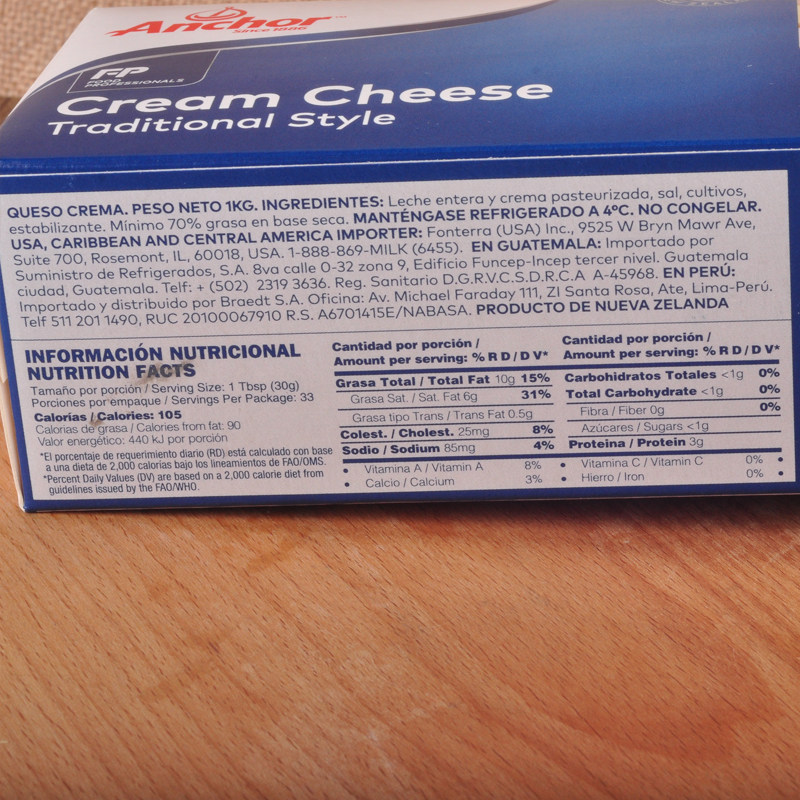 Anchor™
Since 1886
FP
FOOD
PROFESSIONALS
Cream Cheese
Traditional Style
QUESO CREMA. PESO NETO 1KG. INGREDIENTES: Leche entera y crema pasteurizada, sal, cultivos,
estabilizante. Mínimo 70% grasa en base seca. MANTÉNGASE REFRIGERADO A 4ºC. NO CONGELAR.
USA, CARIBBEAN AND CENTRAL AMERICA IMPORTER: Fonterra (USA) Inc., 9525 W Bryn Mawr Ave,
Suite 700, Rosemont, IL, 60018, USA. 1-888-869-MILK (6455). EN GUATEMALA: Importado por
Suministro de Refrigerados, S.A. 8va calle 0-32 zona 9, Edificio Funcep-Incep tercer nivel. Guatemala
ciudad, Guatemala. Telf: + (502) 2319 3636. Reg. Sanitario D.G.R.V.C.S.D.R.C.A A-45968. EN PERÚ:
Importado y distribuido por Braedt S.A. Oficina: Av. Michael Faraday 111, ZI Santa Rosa, Ate, Lima-Perú.
Telf 511 201 1490, RUC 20100067910 R.S. A6701415E/NABASA. PRODUCTO DE NUEVA ZELANDA
INFORMACIÓN NUTRICIONAL
NUTRITION FACTS
Tamaño por porción / Serving Size: 1 Tbsp (30g)
Porciones por empaque / Servings Per Package: 33
Calorías / Calories: 105
Calorías de grasa / Calories from fat: 90
Valor energético: 440 kJ por porción
*El porcentaje de requerimiento diario (RD) está calculado con base
a una dieta de 2,000 calorías bajo los lineamientos de FAO/OMS.
*Percent Daily Values (DV) are based on a 2,000 calorie diet from
guidelines issued by the FAO/WHO.
Cantidad por porción /
Amount per serving: % R D / D V*
Grasa Total / Total Fat 10g 15%
Grasa Sat. / Sat. Fat 6g 31%
Grasa tipo Trans / Trans Fat 0.5g
Colest. / Cholest. 25mg 8%
Sodio / Sodium 85mg 4%
• Vitamina A / Vitamin A 8% •
• Calcio / Calcium 3% •
Cantidad por porción /
Amount per serving: % R D / D V*
Carbohidratos Totales <1g 0%
Total Carbohydrate <1g 0%
Fibra / Fiber 0g 0%
Azúcares / Sugars <1g
Proteína / Protein 3g
Vitamina C / Vitamin C 0% •
Hierro / Iron 0% •